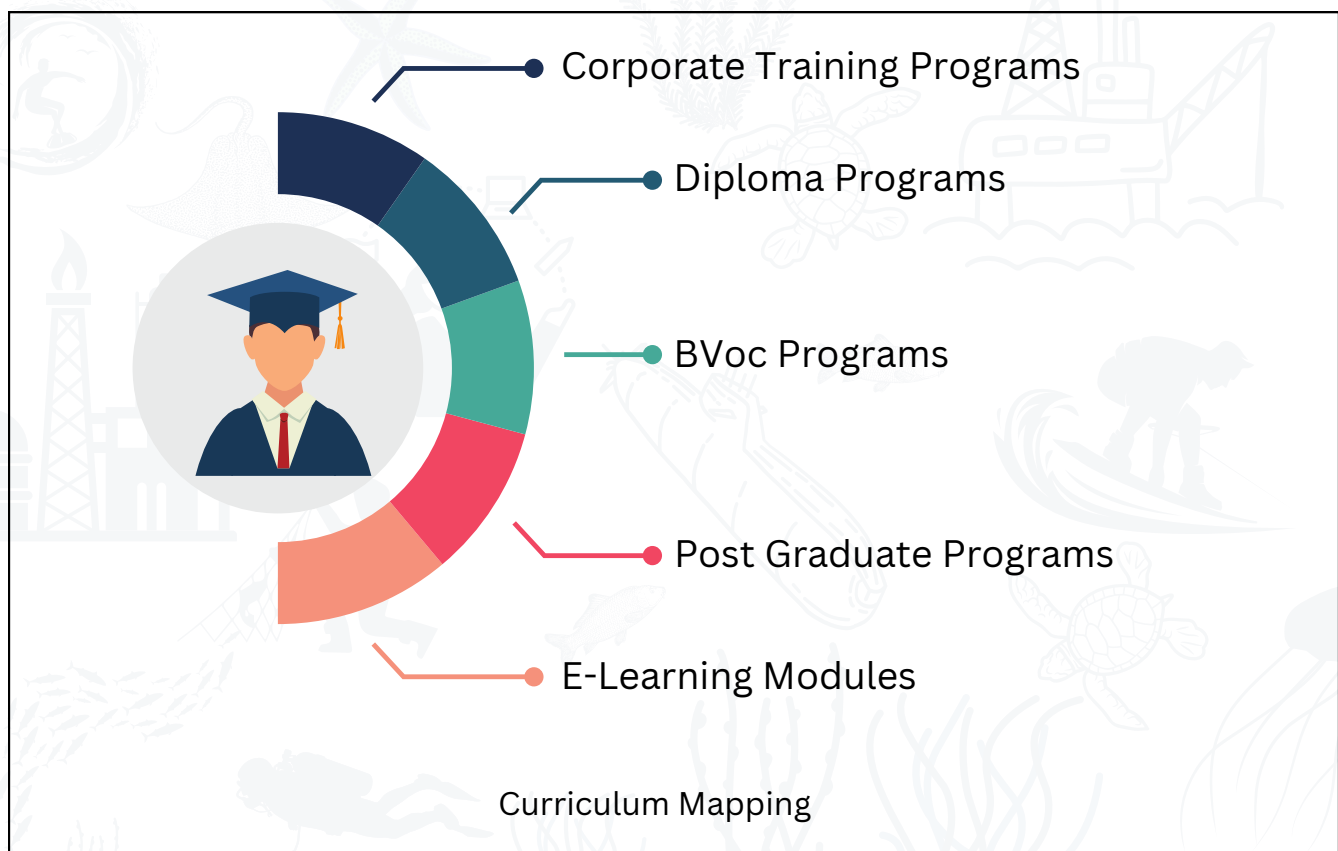 Corporate Training Programs
Diploma Programs
BVoc Programs
Post Graduate Programs
E-Learning Modules
Curriculum Mapping